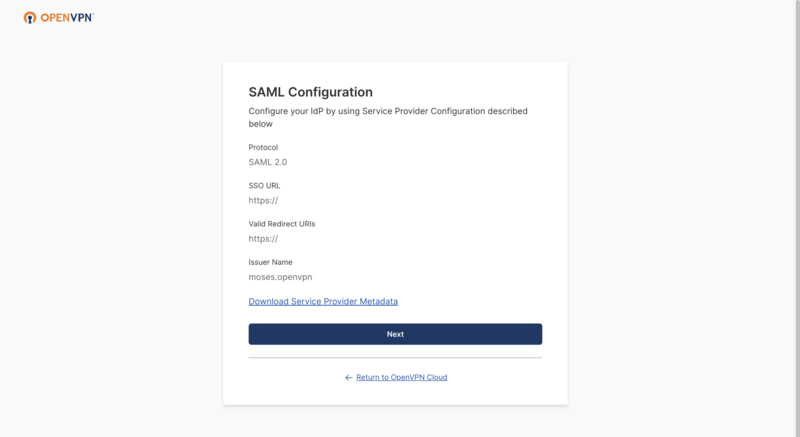 OPENVPN
SAML Configuration
Configure your IdP by using Service Provider Configuration described
below
Protocol
SAML 2.0
SSO URL
https://
Valid Redirect URIs
https://
Issuer Name
moses.openvpn
Download Service Provider Metadata
Next
← Return to OpenVPN Cloud